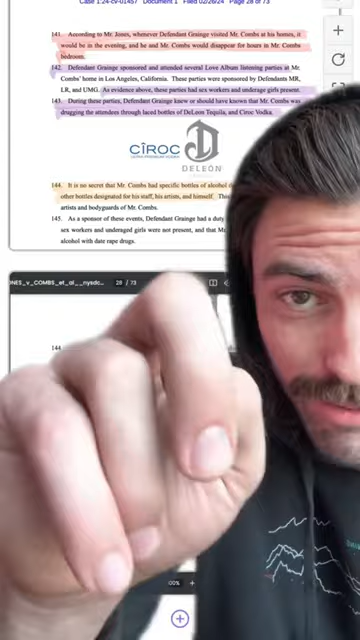 Case 1:24-cv-01457 Document 1 Filed 02/26/24 Page 28 of 73
141. According to Mr. Jones, whenever Defendant Grainge visited Mr. Combs at his homes, it
would be in the evening, and he and Mr. Combs would disappear for hours in Mr. Combs
bedroom.
142. Defendant Grainge sponsored and attended several Love Album listening parties at Mr.
Combs' home in Los Angeles, California. These parties were sponsored by Defendants MR,
LR, and UMG. As evidence above, these parties had sex workers and underage girls present.
143. During these parties, Defendant Grainge knew or should have known that Mr. Combs was
drugging the attendees through laced bottles of DeLeon Tequila, and Ciroc Vodka.
CÎROC
DELEÓN
144. It is no secret that Mr. Combs had specific bottles of alcohol
other bottles designated for his staff, his artists, and himself.
artists and bodyguards of Mr. Combs.
145. As a sponsor of these events, Defendant Grainge had a duty
sex workers and underaged girls were not present, and that Mr.
alcohol with date rape drugs.
ONES_v_COMBS_et_al__nysdc... 28 / 73
144.
00% +